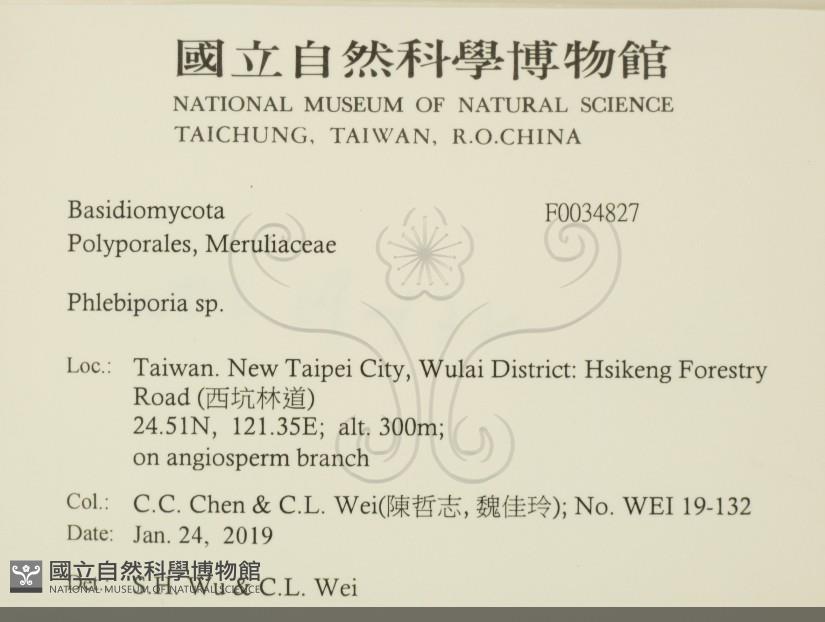 國立自然科學博物館
NATIONAL MUSEUM OF NATURAL SCIENCE
TAICHUNG, TAIWAN, R.O.CHINA
Basidiomycota F0034827
Polyporales, Meruliaceae
Phlebiporia sp.
Loc.: Taiwan. New Taipei City, Wulai District: Hsikeng Forestry
Road (西坑林道)
24.51N, 121.35E; alt. 300m;
on angiosperm branch
Col.: C.C. Chen & C.L. Wei(陳哲志, 魏佳玲); No. WEI 19-132
Date: Jan. 24, 2019
Det.: S.H. Wu & C.L. Wei
國立自然科學博物館
NATIONAL MUSEUM OF NATURAL SCIENCE